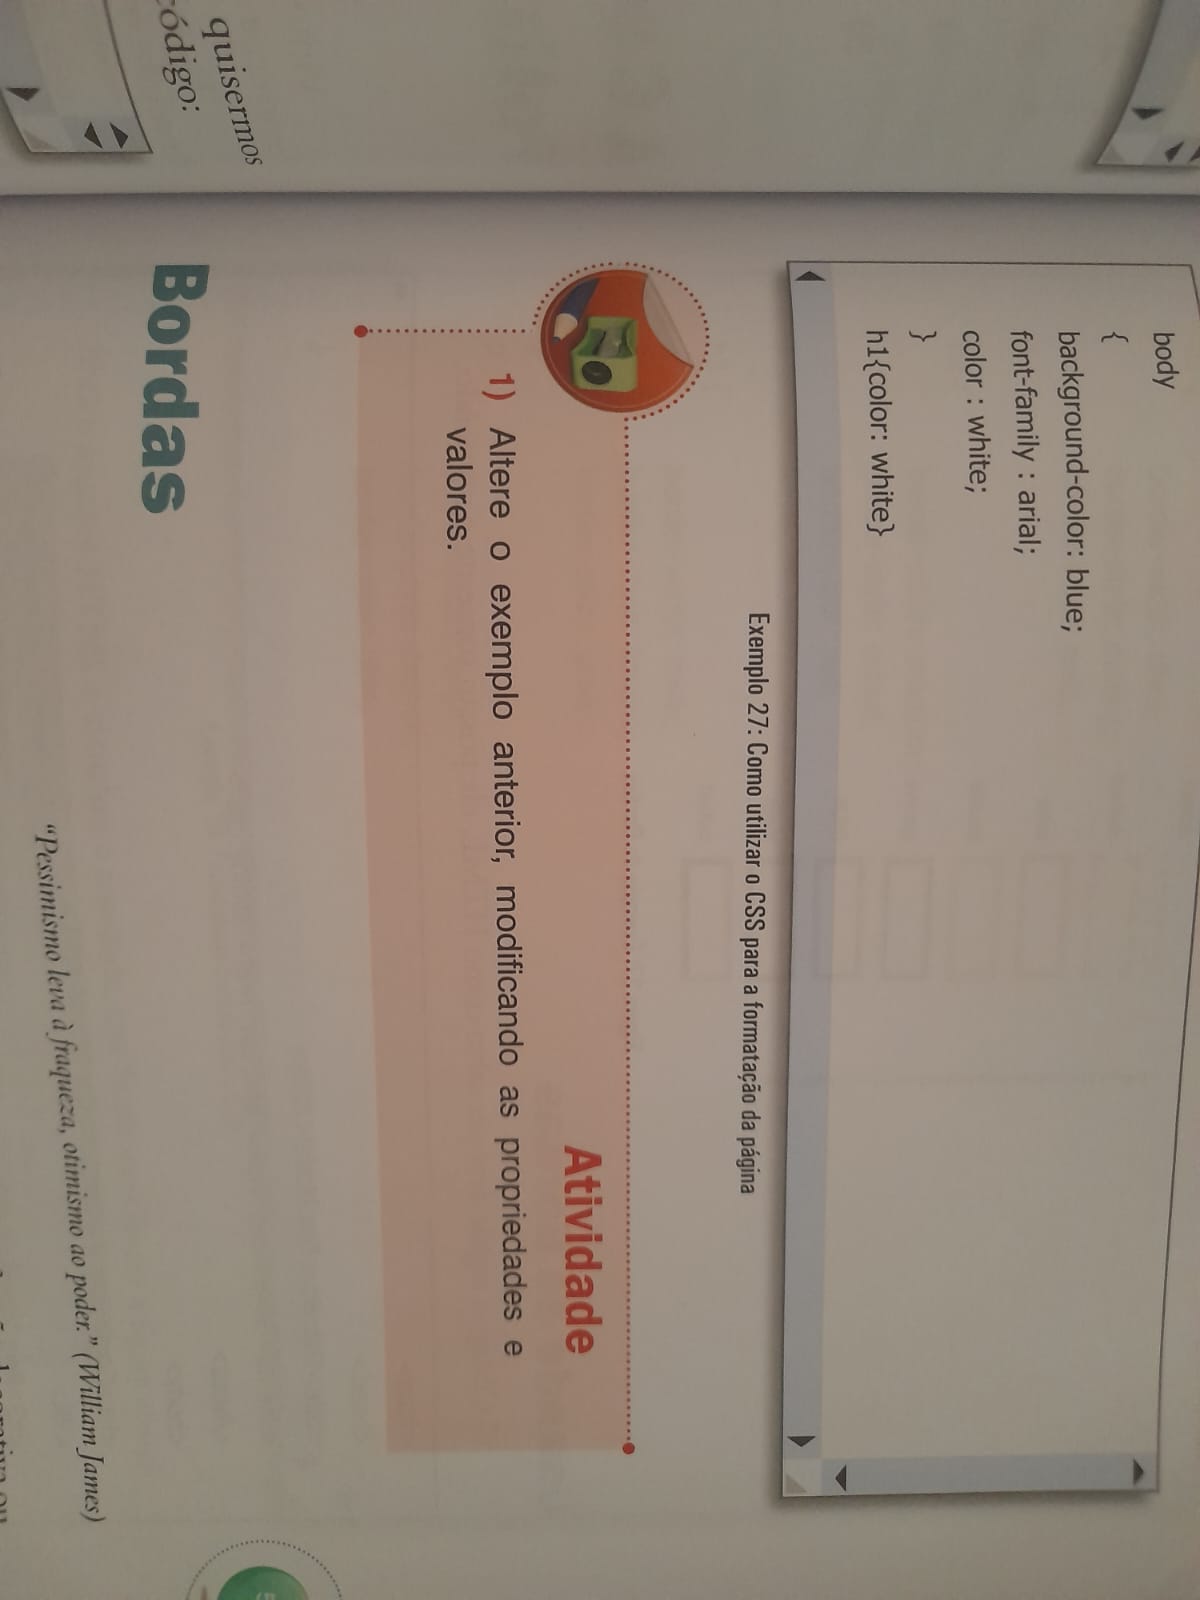 quisermos
código:
body
{
background-color: blue;
font-family : arial;
color : white;
}
h1{color: white}
Exemplo 27: Como utilizar o CSS para a formatação da página
Atividade
1) Altere o exemplo anterior, modificando as propriedades e
valores.
Bordas
“Pessimismo leva à fraqueza, otimismo ao poder.” (William James)